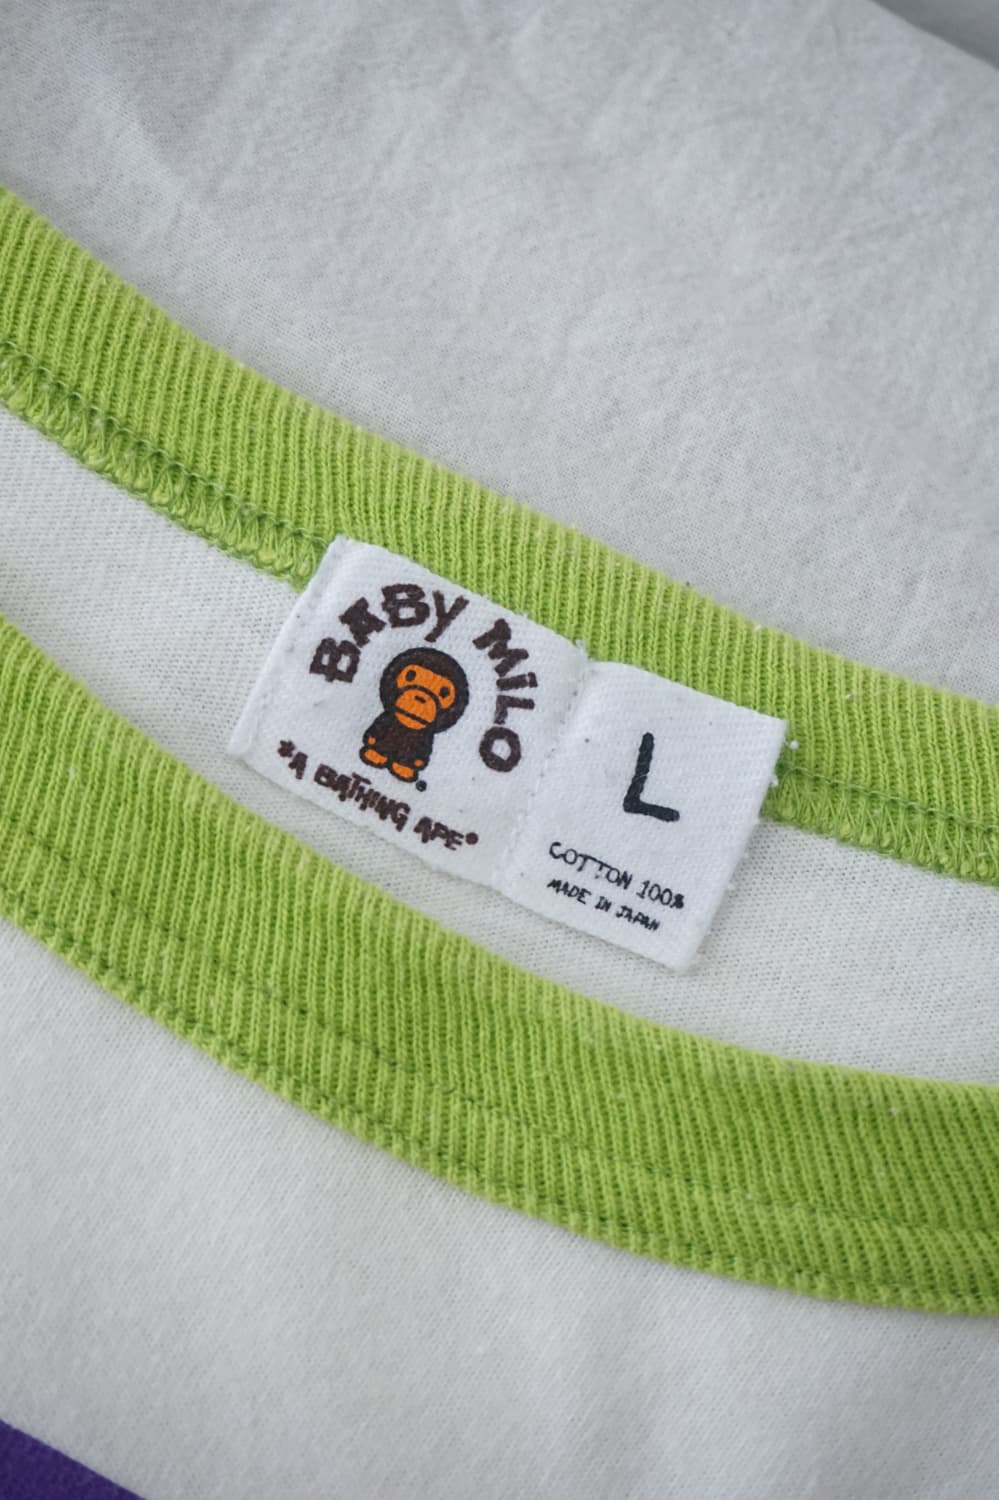 BABY MiLO
*A BATHING APE®
L
COTTON 100%
MADE IN JAPAN